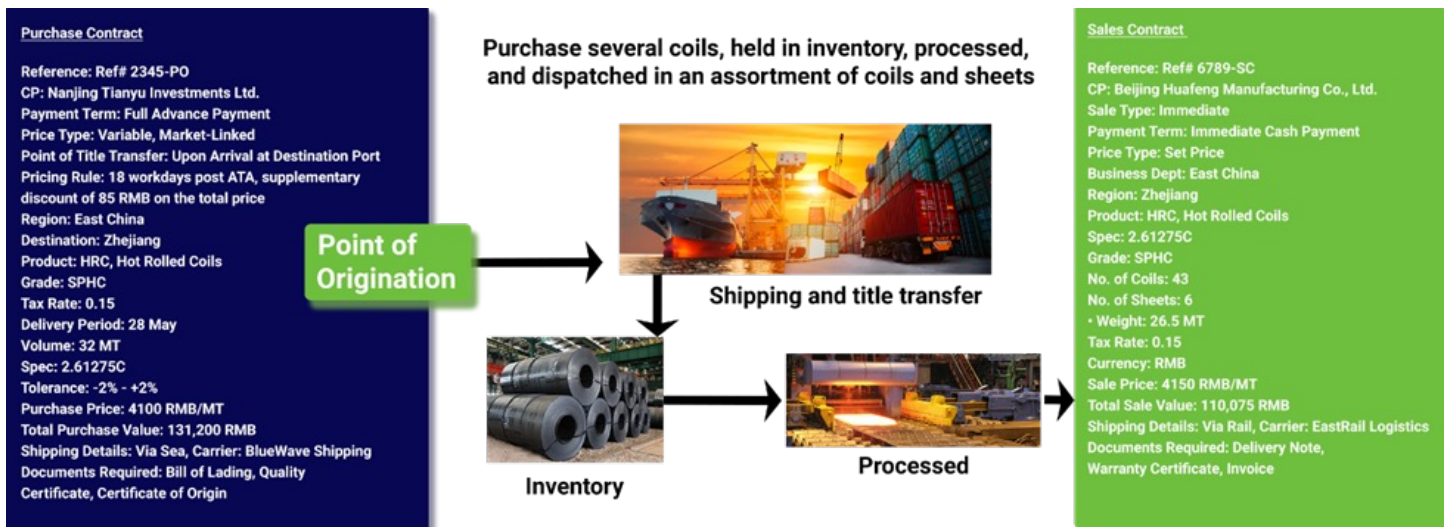 Purchase Contract
Reference: Ref# 2345-PO
CP: Nanjing Tianyu Investments Ltd.
Payment Term: Full Advance Payment
Price Type: Variable, Market-Linked
Point of Title Transfer: Upon Arrival at Destination Port
Pricing Rule: 18 workdays post ATA, supplementary
discount of 85 RMB on the total price
Region: East China
Destination: Zhejiang
Product: HRC, Hot Rolled Coils
Grade: SPHC
Tax Rate: 0.15
Delivery Period: 28 May
Volume: 32 MT
Spec: 2.61275C
Tolerance: -2% - +2%
Purchase Price: 4100 RMB/MT
Total Purchase Value: 131,200 RMB
Shipping Details: Via Sea, Carrier: BlueWave Shipping
Documents Required: Bill of Lading, Quality
Certificate, Certificate of Origin
Point of
Origination
Purchase several coils, held in inventory, processed,
and dispatched in an assortment of coils and sheets
Shipping and title transfer
Inventory
Processed
Sales Contract
Reference: Ref# 6789-SC
CP: Beijing Huafeng Manufacturing Co., Ltd.
Sale Type: Immediate
Payment Term: Immediate Cash Payment
Price Type: Set Price
Business Dept: East China
Region: Zhejiang
Product: HRC, Hot Rolled Coils
Spec: 2.61275C
Grade: SPHC
No. of Coils: 43
No. of Sheets: 6
• Weight: 26.5 MT
Tax Rate: 0.15
Currency: RMB
Sale Price: 4150 RMB/MT
Total Sale Value: 110,075 RMB
Shipping Details: Via Rail, Carrier: EastRail Logistics
Documents Required: Delivery Note,
Warranty Certificate, Invoice